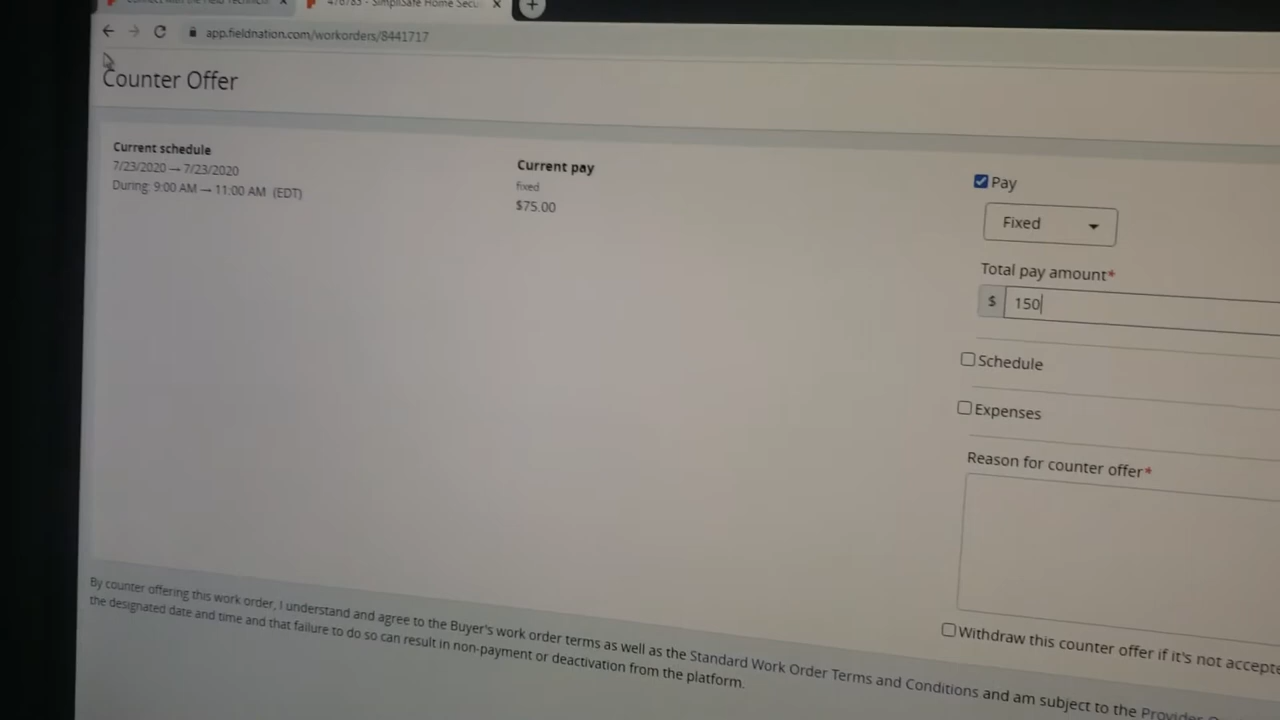 476785 - SimpliSafe Home Secu
app.fieldnation.com/workorders/8441717
Counter Offer
Current schedule
7/23/2020 → 7/23/2020
During: 9:00 AM → 11:00 AM (EDT)
Current pay
fixed
$75.00
Pay
Fixed
Total pay amount*
$ 150
Schedule
Expenses
Reason for counter offer*
Withdraw this counter offer if it's not accepte
By counter offering this work order, I understand and agree to the Buyer's work order terms as well as the Standard Work Order Terms and Conditions and am subject to the Provider
the designated date and time and that failure to do so can result in non-payment or deactivation from the platform.